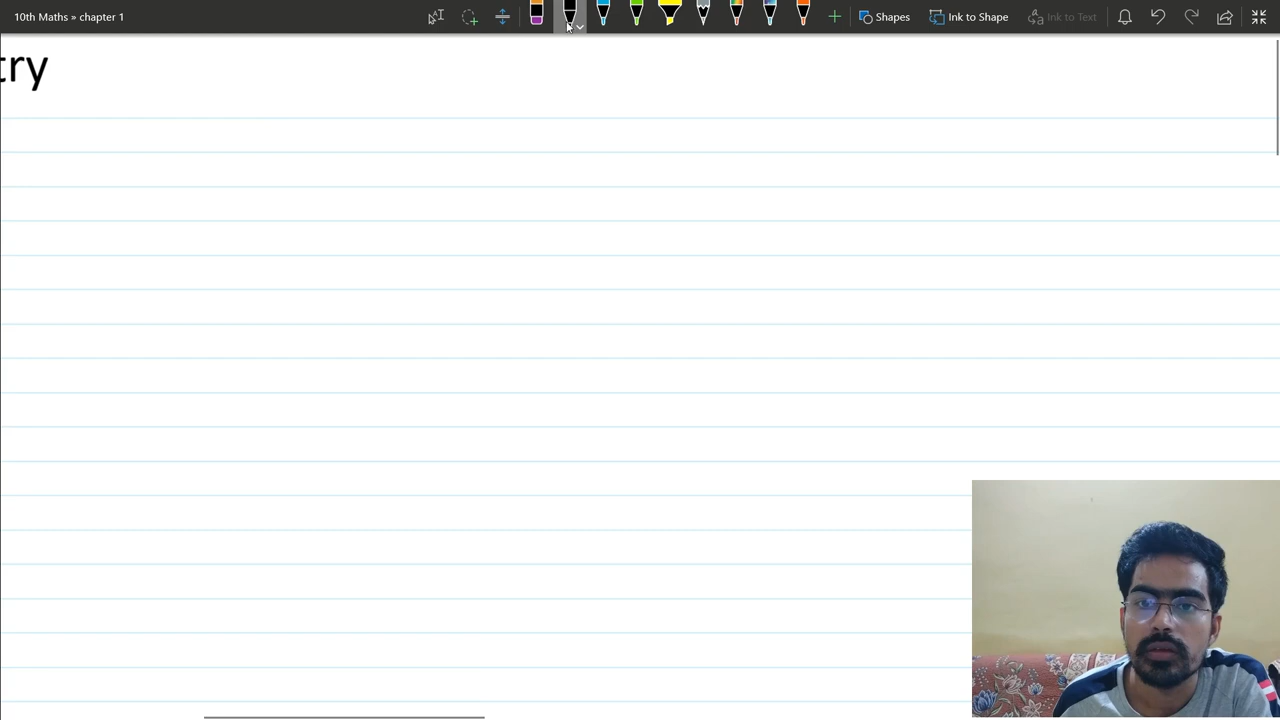 10th Maths » chapter 1
Shapes
Ink to Shape
Ink to Text
try